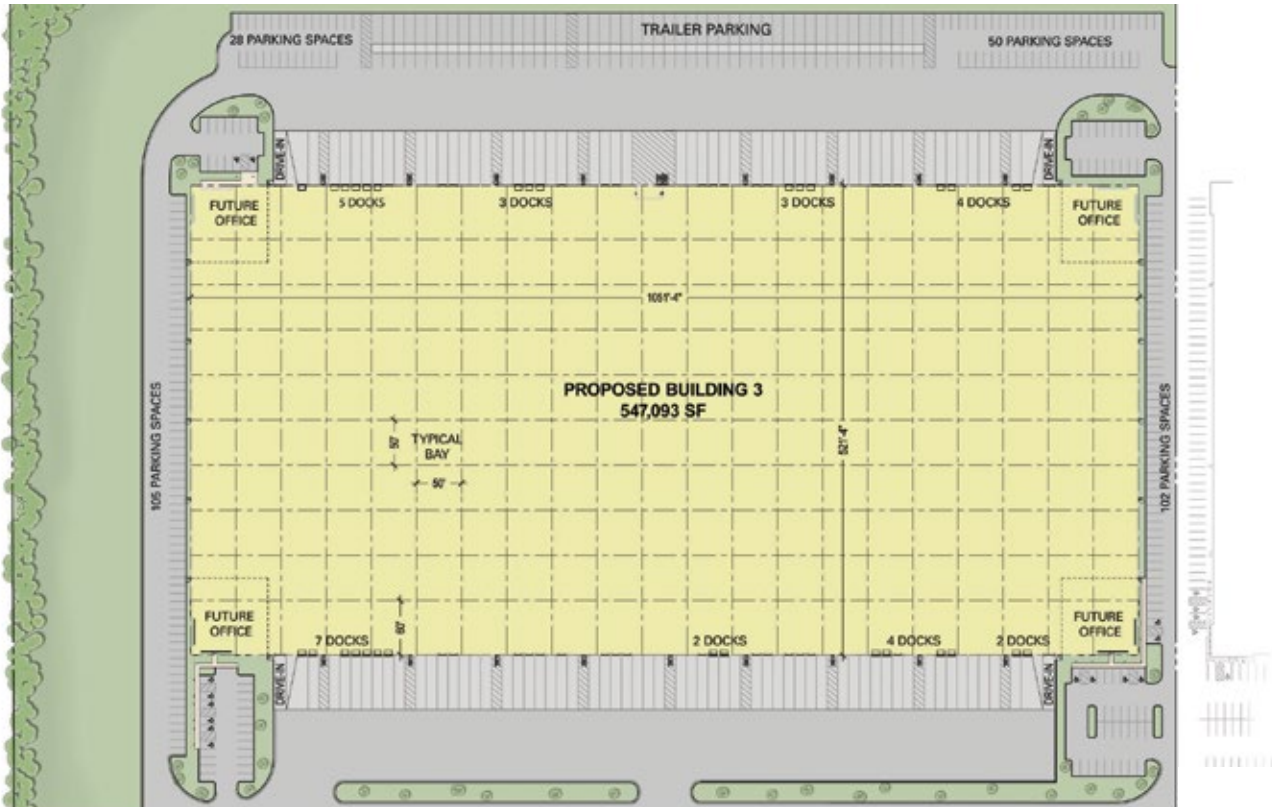 TRAILER PARKING
28 PARKING SPACES
50 PARKING SPACES
DRIVE-IN
DRIVE-IN
5 DOCKS
3 DOCKS
3 DOCKS
4 DOCKS
FUTURE
OFFICE
FUTURE
OFFICE
1051'-4"
PROPOSED BUILDING 3
547,093 SF
105 PARKING SPACES
102 PARKING SPACES
50'
TYPICAL
BAY
521'-4"
50'
60'
FUTURE
OFFICE
FUTURE
OFFICE
7 DOCKS
2 DOCKS
4 DOCKS
2 DOCKS
DRIVE-IN
DRIVE-IN